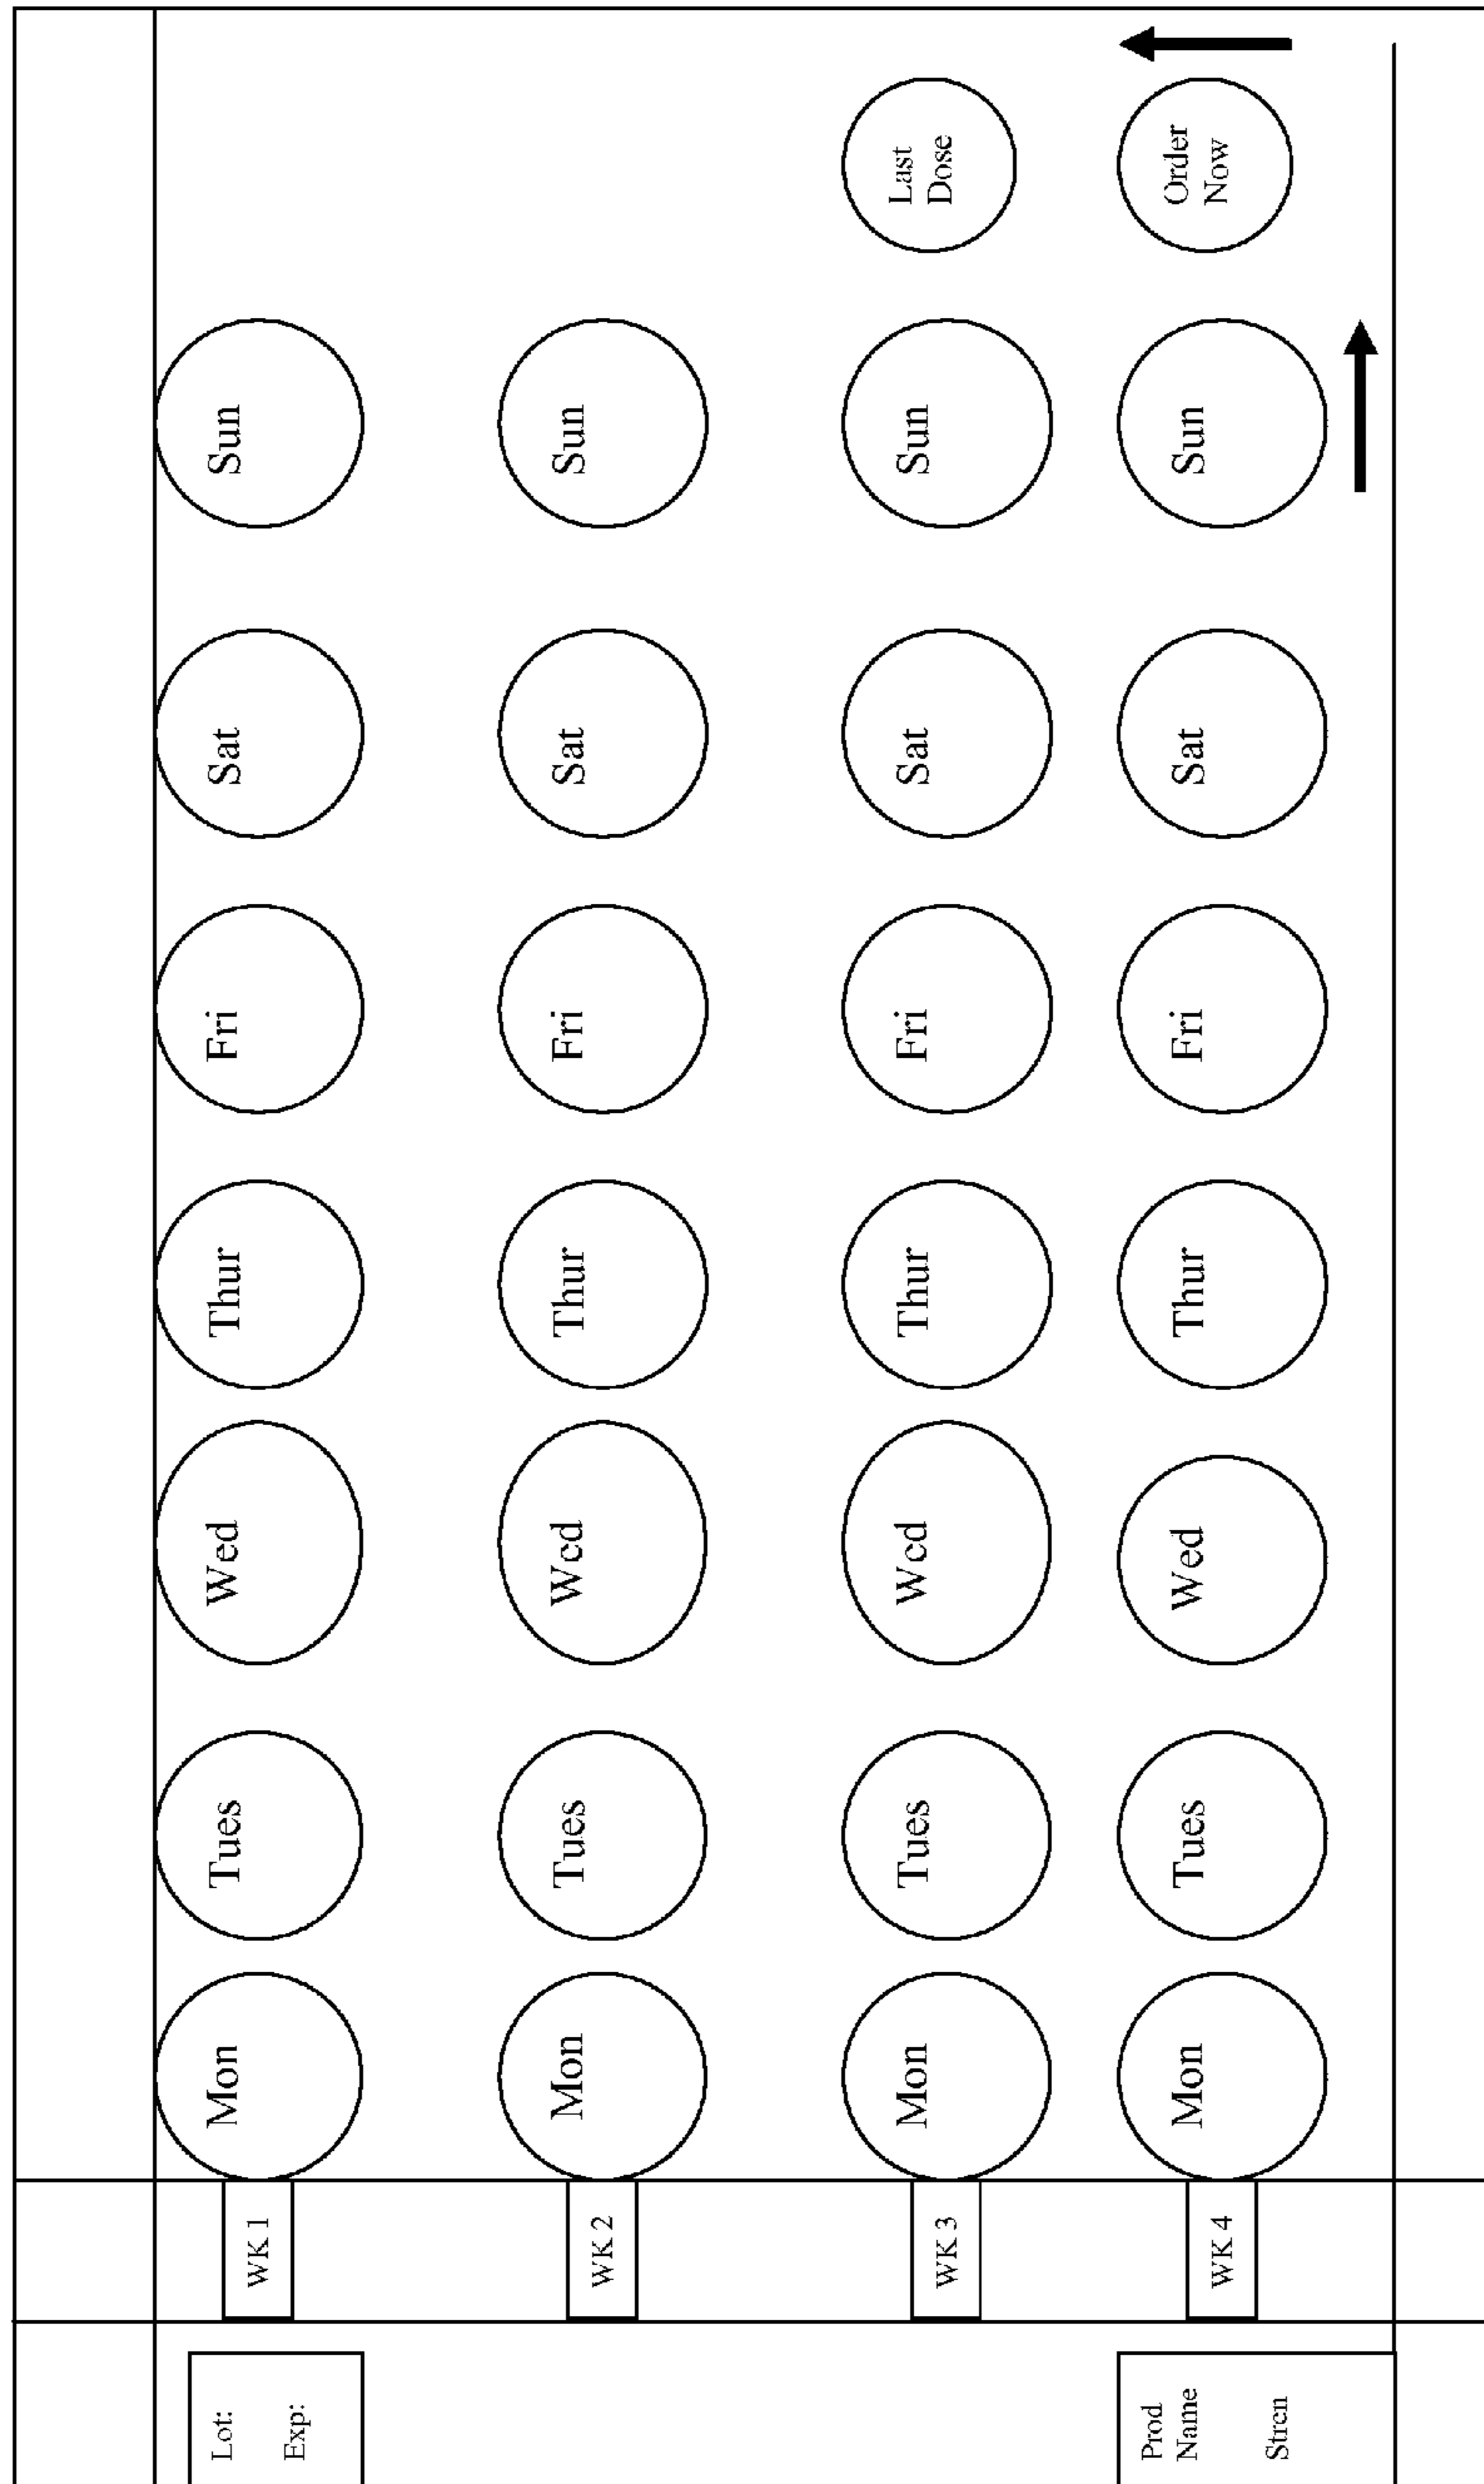 Lot:
Exp:
WK 1 Mon Tues Wed Thur Fri Sat Sun
WK 2 Mon Tues Wed Thur Fri Sat Sun
WK 3 Mon Tues Wed Thur Fri Sat Sun
Last
Dose
WK 4 Mon Tues Wed Thur Fri Sat Sun
Order
Now
Prod
Name
Stren